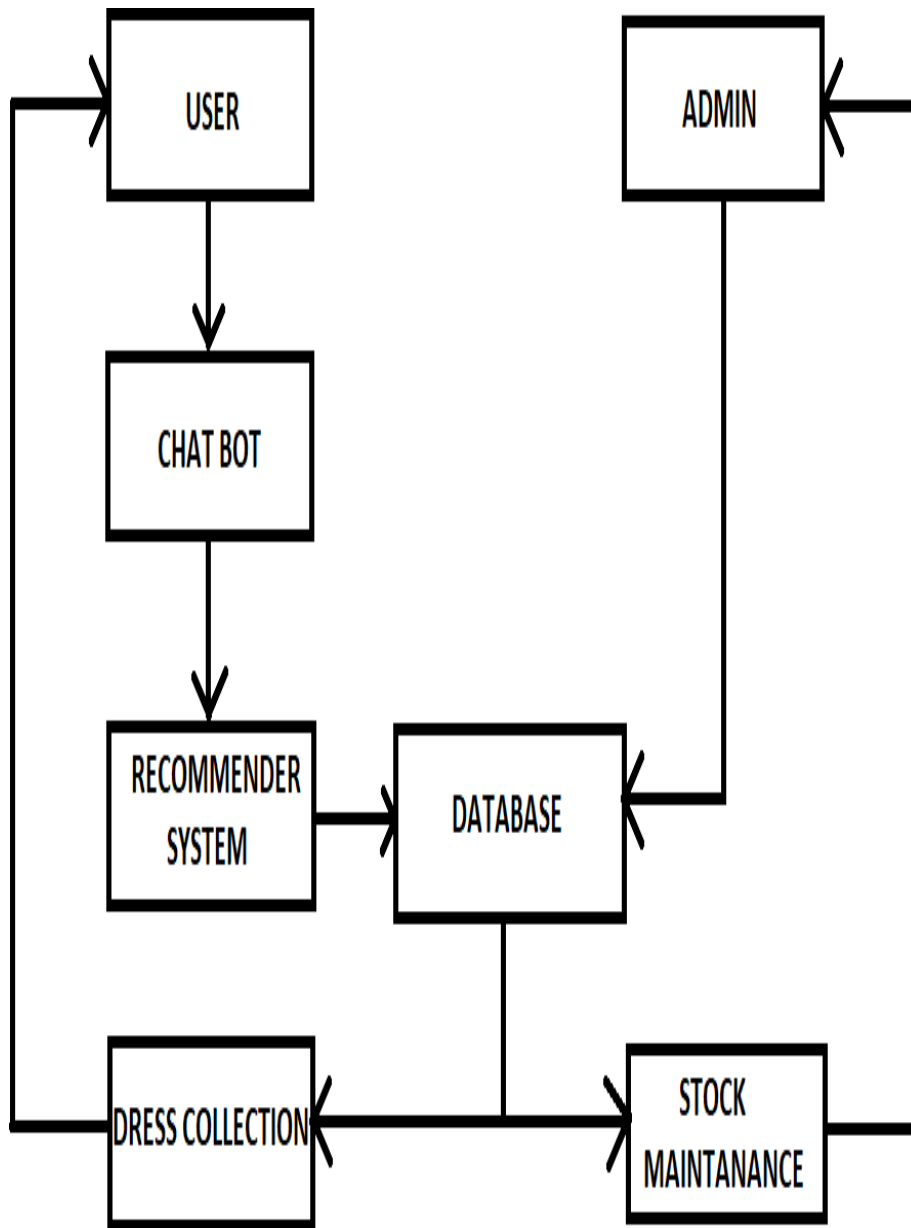 USER
ADMIN
CHAT BOT
RECOMMENDER
SYSTEM
DATABASE
DRESS COLLECTION
STOCK
MAINTANANCE